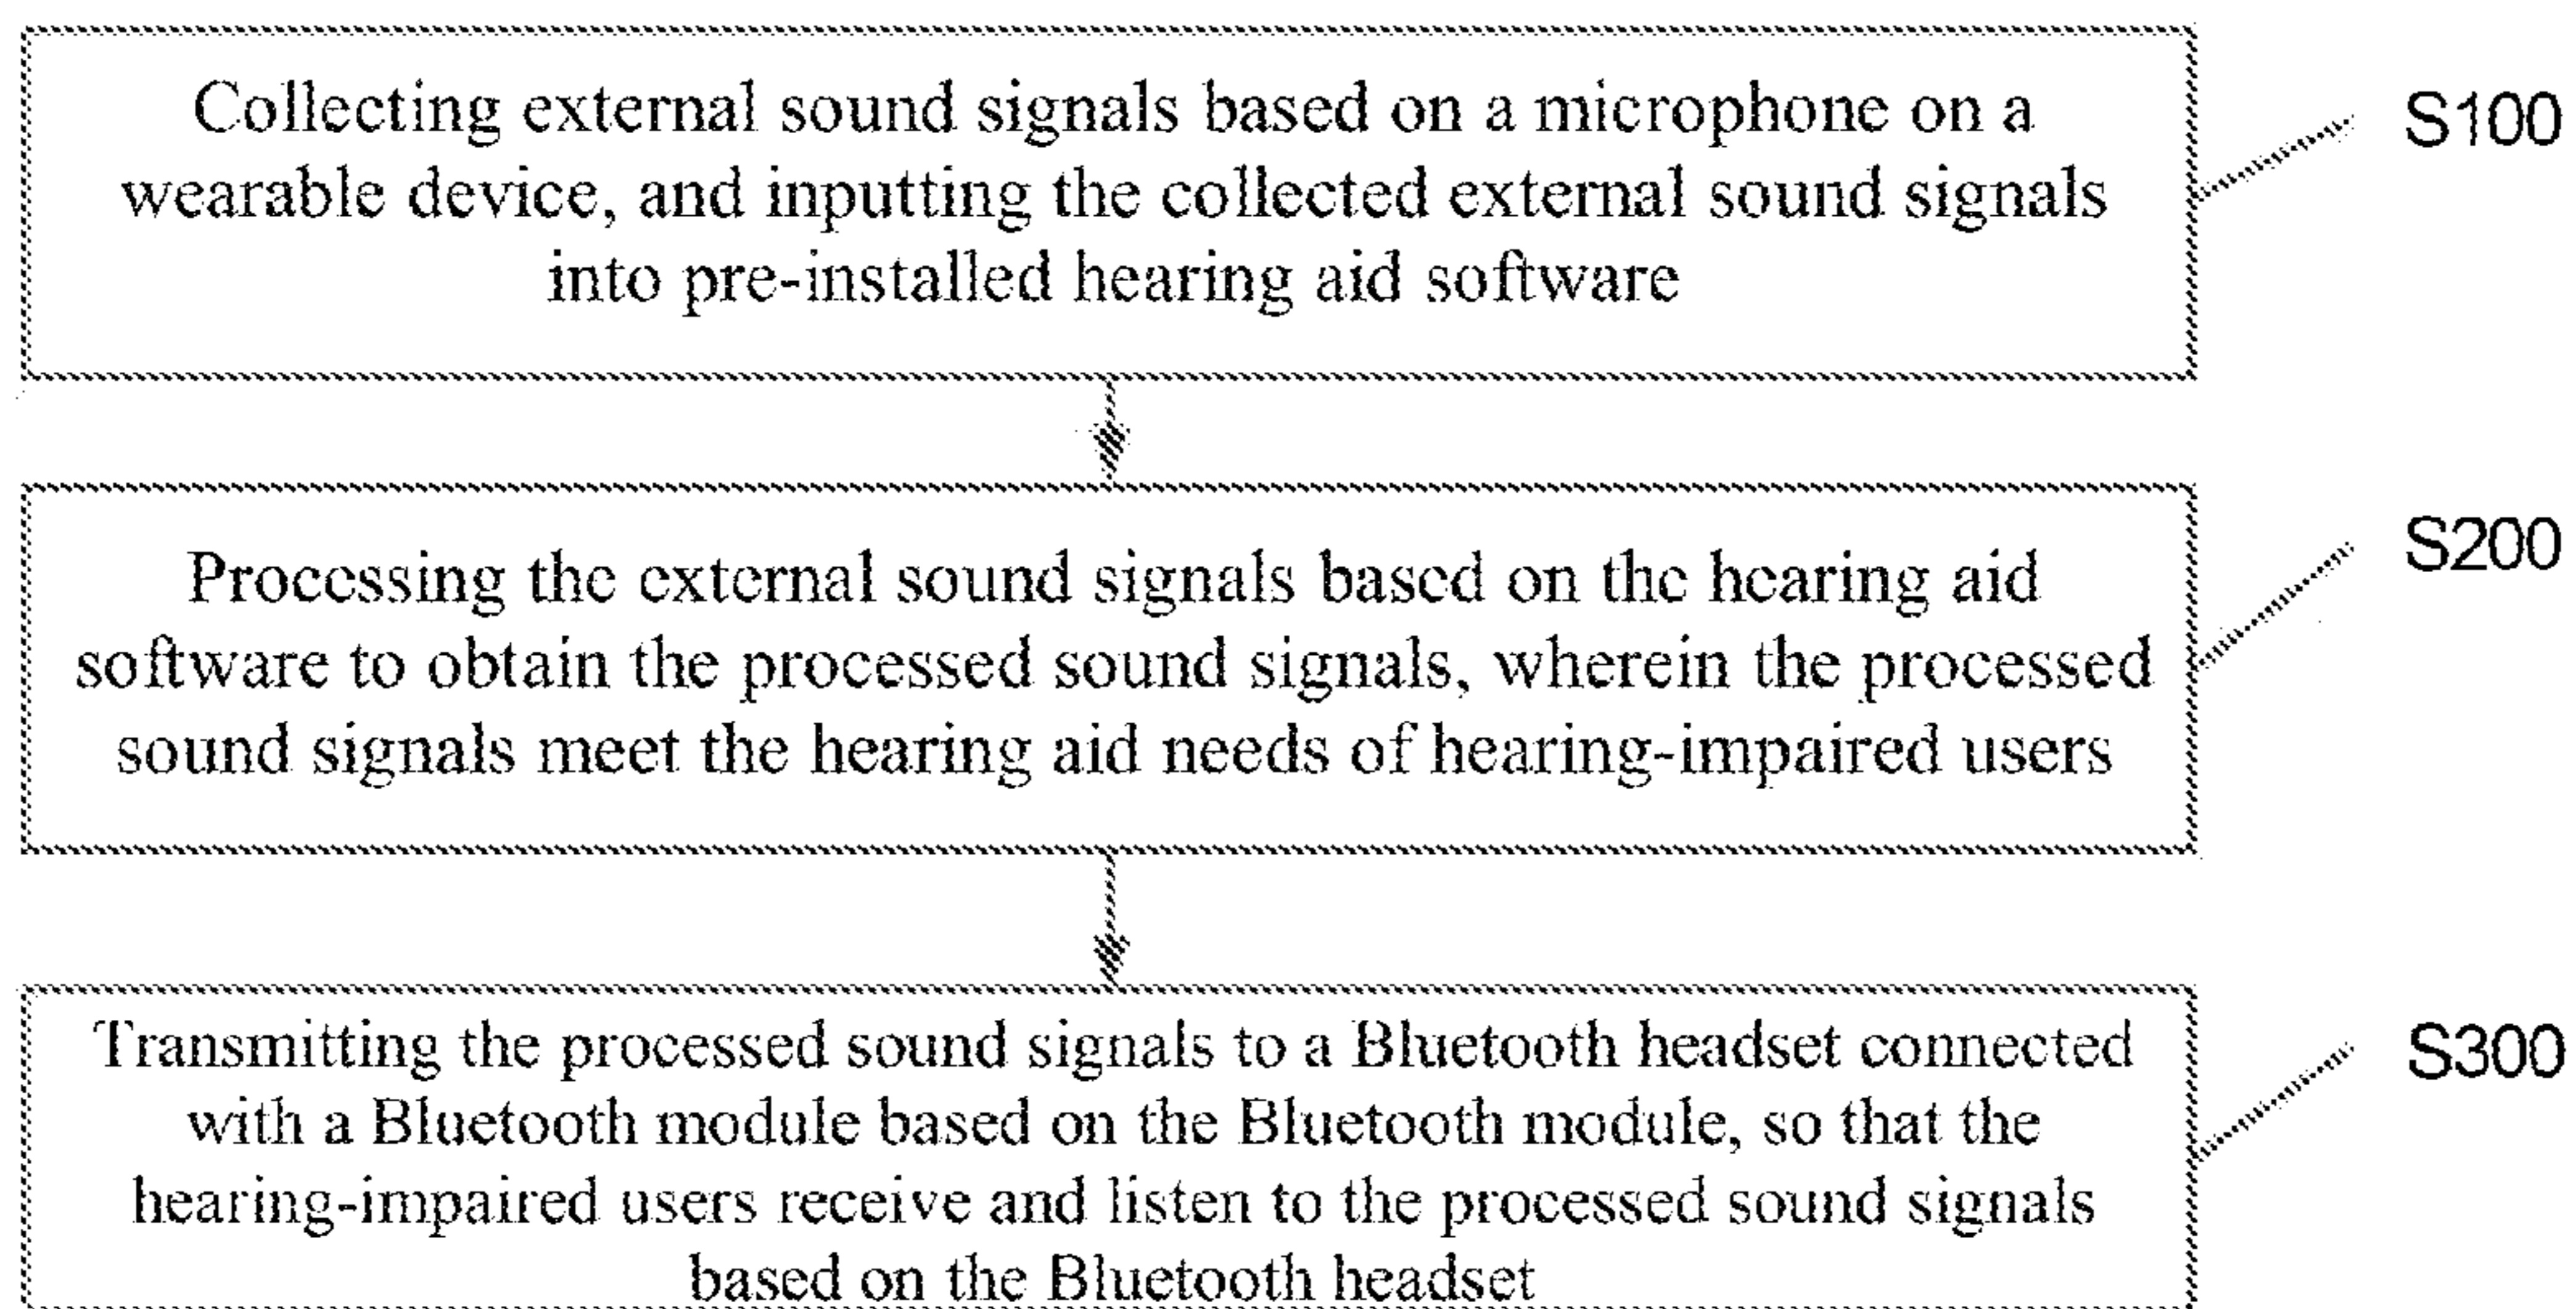 Collecting external sound signals based on a microphone on a
wearable device, and inputting the collected external sound signals
into pre-installed hearing aid software
S100
Processing the external sound signals based on the hearing aid
software to obtain the processed sound signals, wherein the processed
sound signals meet the hearing aid needs of hearing-impaired users
S200
Transmitting the processed sound signals to a Bluetooth headset connected
with a Bluetooth module based on the Bluetooth module, so that the
hearing-impaired users receive and listen to the processed sound signals
based on the Bluetooth headset
S300